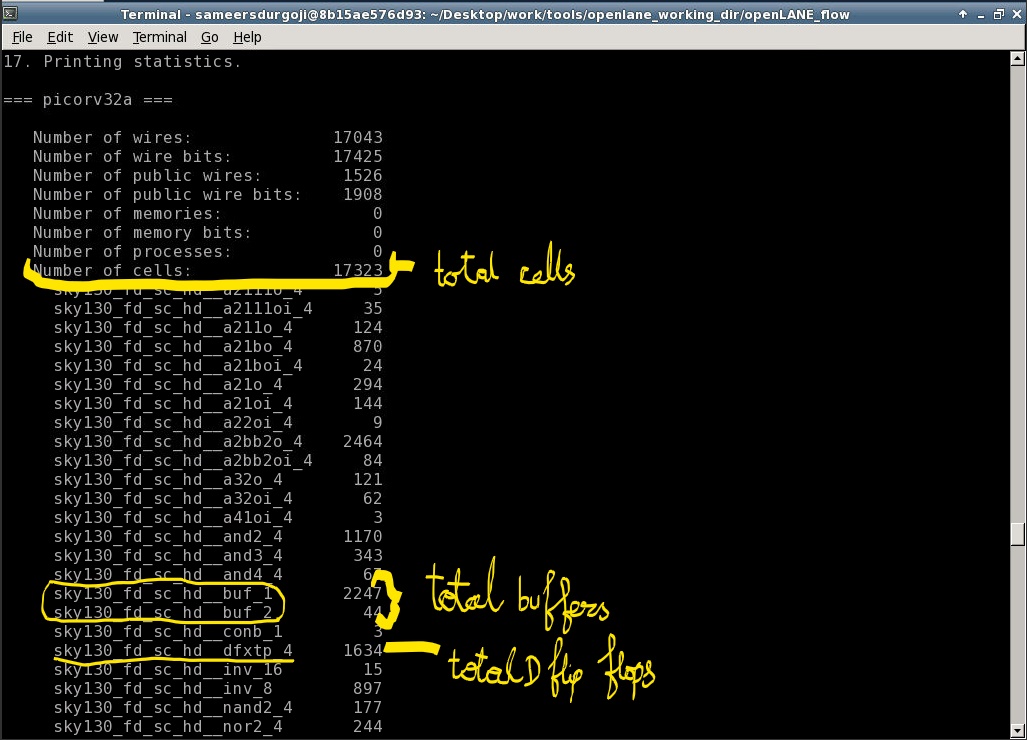 Terminal - sameersdurgoji@8b15ae576d93: ~/Desktop/work/tools/openlane_working_dir/openLANE_flow
File Edit View Terminal Go Help
17. Printing statistics.
=== picorv32a ===
Number of wires: 17043
Number of wire bits: 17425
Number of public wires: 1526
Number of public wire bits: 1908
Number of memories: 0
Number of memory bits: 0
Number of processes: 0
Number of cells: 17323 total cells
sky130_fd_sc_hd__a2111o_4 5
sky130_fd_sc_hd__a2111oi_4 35
sky130_fd_sc_hd__a211o_4 124
sky130_fd_sc_hd__a21bo_4 870
sky130_fd_sc_hd__a21boi_4 24
sky130_fd_sc_hd__a21o_4 294
sky130_fd_sc_hd__a21oi_4 144
sky130_fd_sc_hd__a22oi_4 9
sky130_fd_sc_hd__a2bb2o_4 2464
sky130_fd_sc_hd__a2bb2oi_4 84
sky130_fd_sc_hd__a32o_4 121
sky130_fd_sc_hd__a32oi_4 62
sky130_fd_sc_hd__a41oi_4 3
sky130_fd_sc_hd__and2_4 1170
sky130_fd_sc_hd__and3_4 343
sky130_fd_sc_hd__and4_4
sky130_fd_sc_hd__buf_1 2247 total buffers
sky130_fd_sc_hd__buf_2 44
sky130_fd_sc_hd__conb_1 3
sky130_fd_sc_hd__dfxtp_4 1634 total D flip flops
sky130_fd_sc_hd__inv_16 15
sky130_fd_sc_hd__inv_8 897
sky130_fd_sc_hd__nand2_4 177
sky130_fd_sc_hd__nor2_4 244